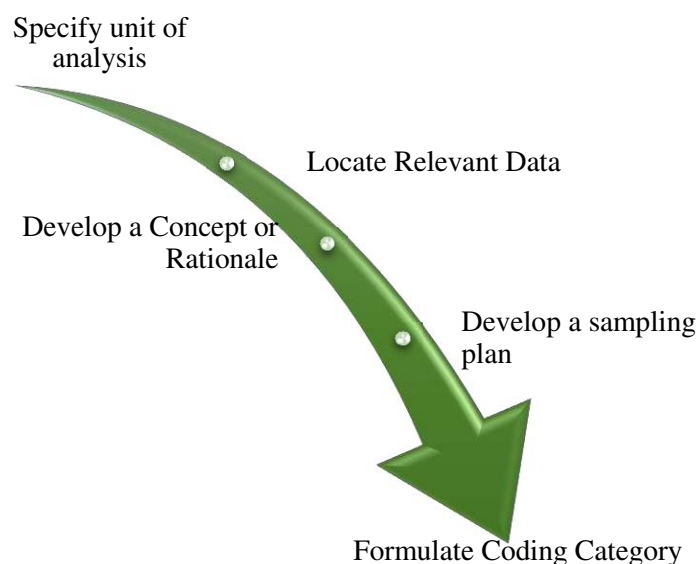 Specify unit of
analysis
Locate Relevant Data
Develop a Concept or
Rationale
Develop a sampling
plan
Formulate Coding Category